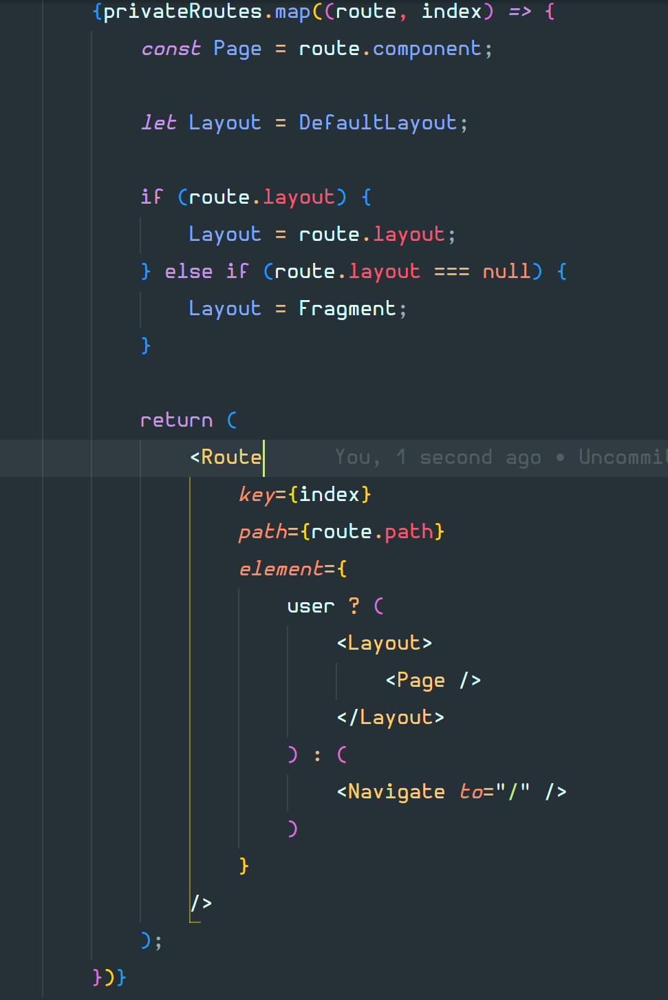 {privateRoutes.map((route, index) => {
const Page = route.component;
let Layout = DefaultLayout;
if (route.layout) {
Layout = route.layout;
} else if (route.layout === null) {
Layout = Fragment;
}
return (
<Route You, 1 second ago •
key={index}
path={route.path}
element={
user ? (
<Layout>
<Page />
</Layout>
) : (
<Navigate to="/" />
)
}
/>
);
})}